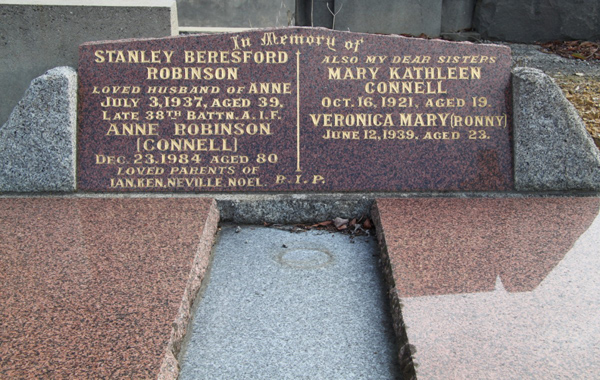 In Memory of
STANLEY BERESFORD
ROBINSON
LOVED HUSBAND OF ANNE
JULY 3, 1937, AGED 39.
LATE 38TH BATTN. A.I.F.
ANNE ROBINSON
(CONNELL)
DEC. 23. 1984 AGED 80
LOVED PARENTS OF
IAN, KEN, NEVILLE, NOEL.
ALSO MY DEAR SISTERS
MARY KATHLEEN
CONNELL
OCT. 16, 1921, AGED 19.
VERONICA MARY (RONNY)
JUNE 12, 1939, AGED 23.
R.I.P.